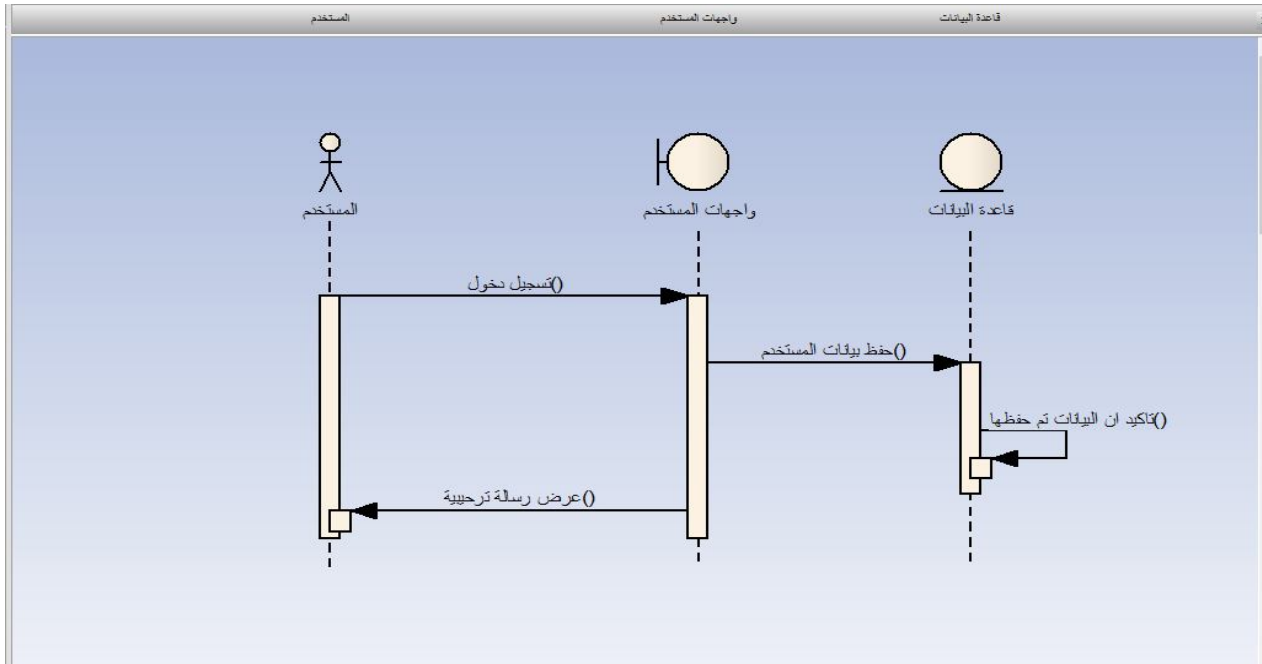 المستخدم
واجهات المستخدم
قاعدة البيانات
المستخدم
واجهات المستخدم
قاعدة البيانات
تسجيل دخول()
حفظ بيانات المستخدم()
تاكيد ان البيانات تم حفظها()
عرض رسالة ترحيبية()